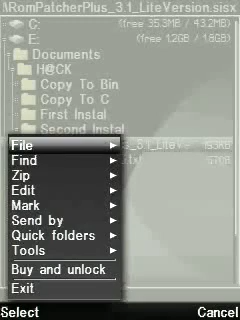 \RomPatcherPlus_3.1_LiteVersion.sisx
C: (free 35.3MB / 43.2MB)
E: (free 1.2GB / 1.8GB)
Documents
H@CK
Copy To Bin
Copy To C
First Instal
Second Instal
File
Find
Zip
Edit
Mark
Send by
Quick folders
Tools
Buy and unlock
Exit
Select Cancel